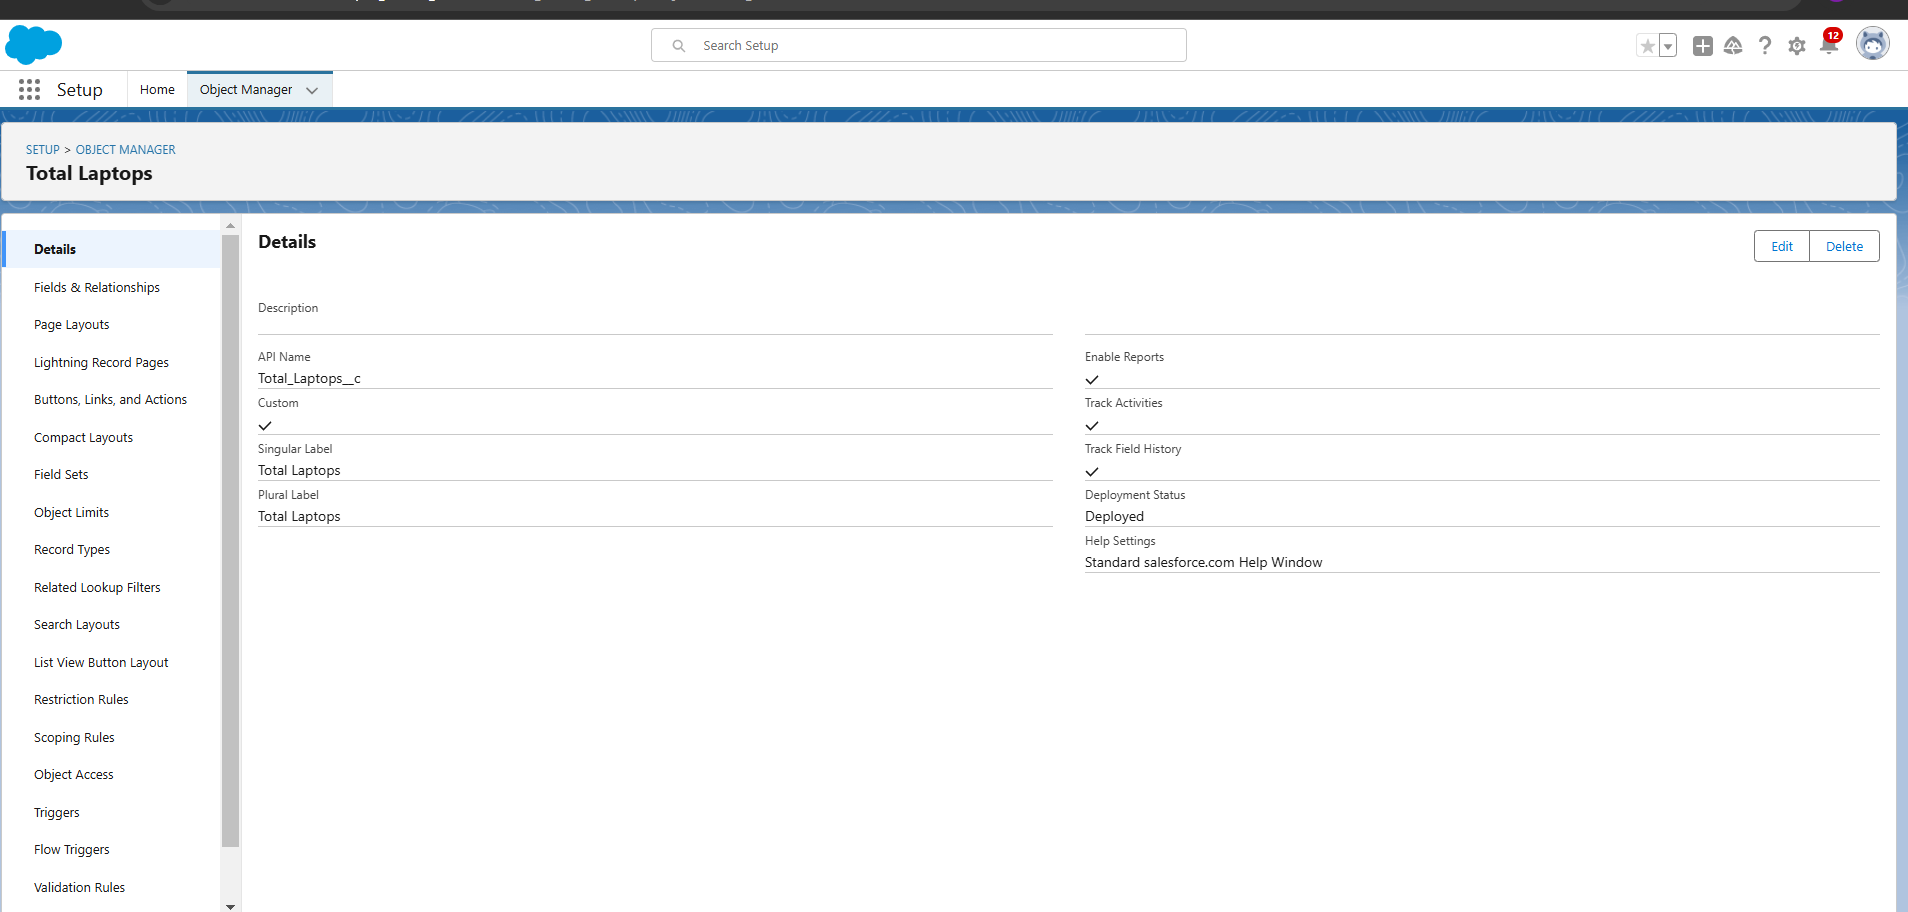 Search Setup
12
Setup
Home
Object Manager
SETUP > OBJECT MANAGER
Total Laptops
Details
Fields & Relationships
Page Layouts
Lightning Record Pages
Buttons, Links, and Actions
Compact Layouts
Field Sets
Object Limits
Record Types
Related Lookup Filters
Search Layouts
List View Button Layout
Restriction Rules
Scoping Rules
Object Access
Triggers
Flow Triggers
Validation Rules
Details
Edit
Delete
Description
API Name
Total_Laptops__c
Custom
Singular Label
Total Laptops
Plural Label
Total Laptops
Enable Reports
Track Activities
Track Field History
Deployment Status
Deployed
Help Settings
Standard salesforce.com Help Window